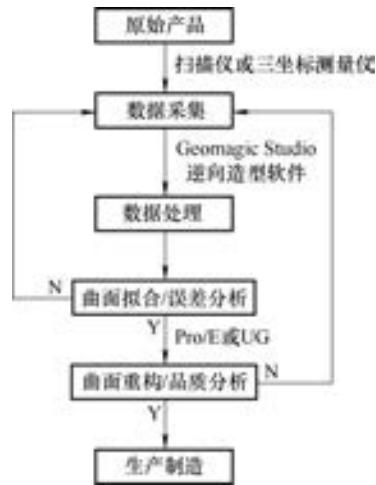 原始产品
扫描仪或三坐标测量仪
数据采集
Geomagic Studio
逆向造型软件
数据处理
N
曲面拟合/误差分析
Y
Pro/E或UG
N
曲面重构/品质分析
Y
生产制造